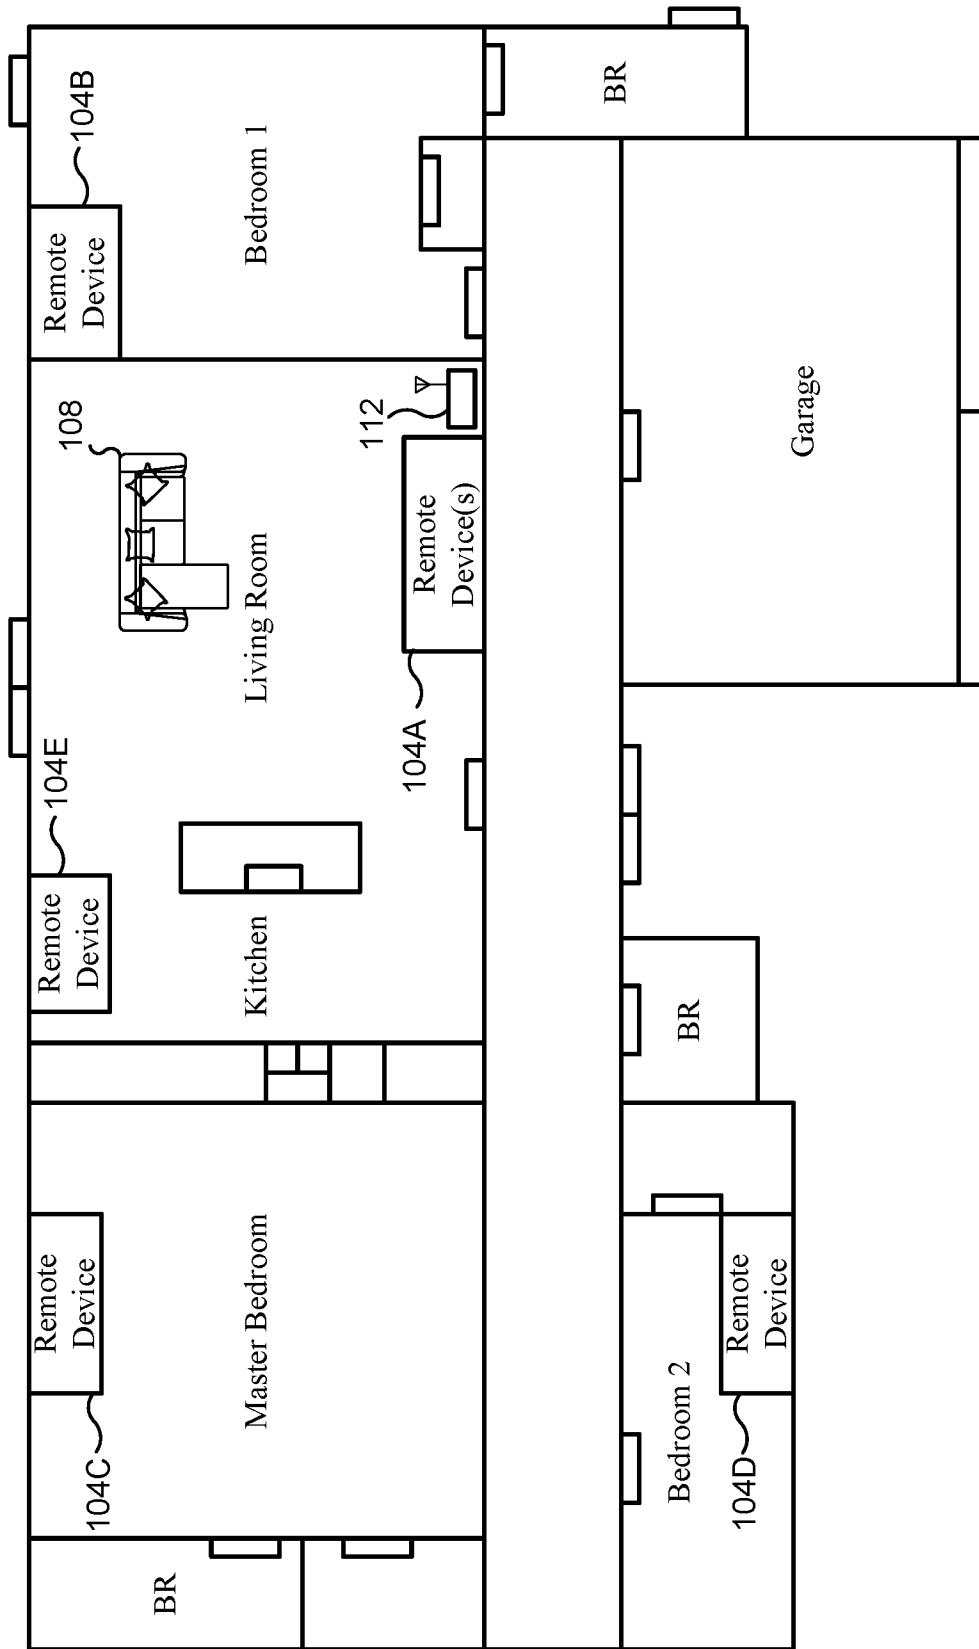 104C
Remote
Device
104E
Remote
Device
108
Remote
Device
104B
BR
Master Bedroom
Kitchen
Living Room
Bedroom 1
104A
Remote
Device(s)
112
BR
Bedroom 2
104D
Remote
Device
BR
Garage